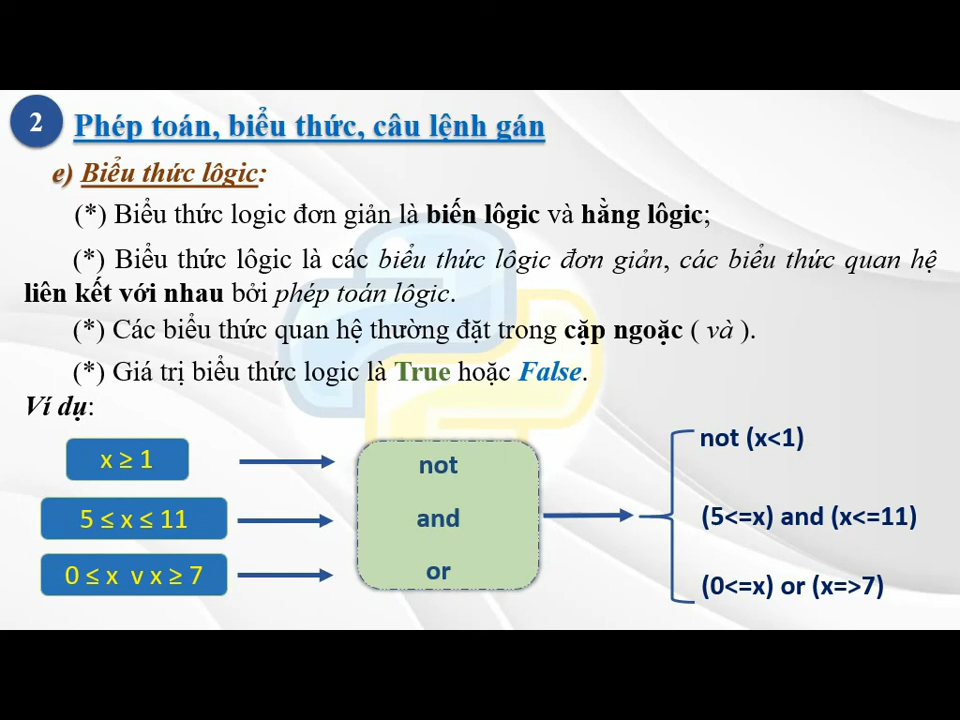 2
Phép toán, biểu thức, câu lệnh gán
e) Biểu thức lôgic:
(*) Biểu thức logic đơn giản là biến lôgic và hằng lôgic;
(*) Biểu thức lôgic là các biểu thức lôgic đơn giản, các biểu thức quan hệ
liên kết với nhau bởi phép toán lôgic.
(*) Các biểu thức quan hệ thường đặt trong cặp ngoặc ( và ).
(*) Giá trị biểu thức logic là True hoặc False.
Ví dụ:
x ≥ 1
5 ≤ x ≤ 11
0 ≤ x v x ≥ 7
not
and
or
not (x<1)
(5<=x) and (x<=11)
(0<=x) or (x=>7)